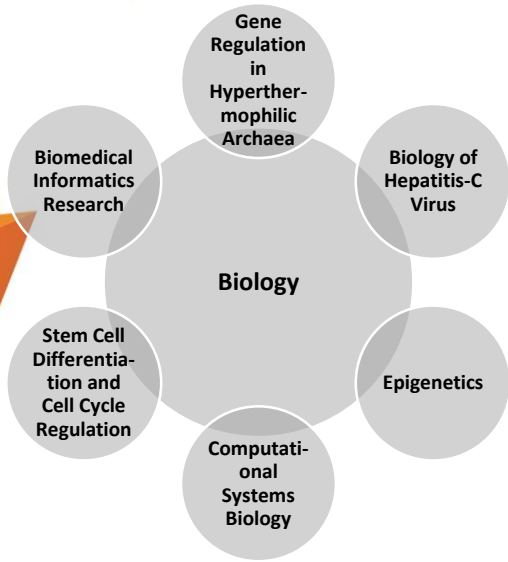 Gene
Regulation
in
Hyperther-
mophilic
Archaea
Biomedical
Informatics
Research
Biology of
Hepatitis-C
Virus
Biology
Stem Cell
Differentia-
tion and
Cell Cycle
Regulation
Epigenetics
Computati-
onal
Systems
Biology